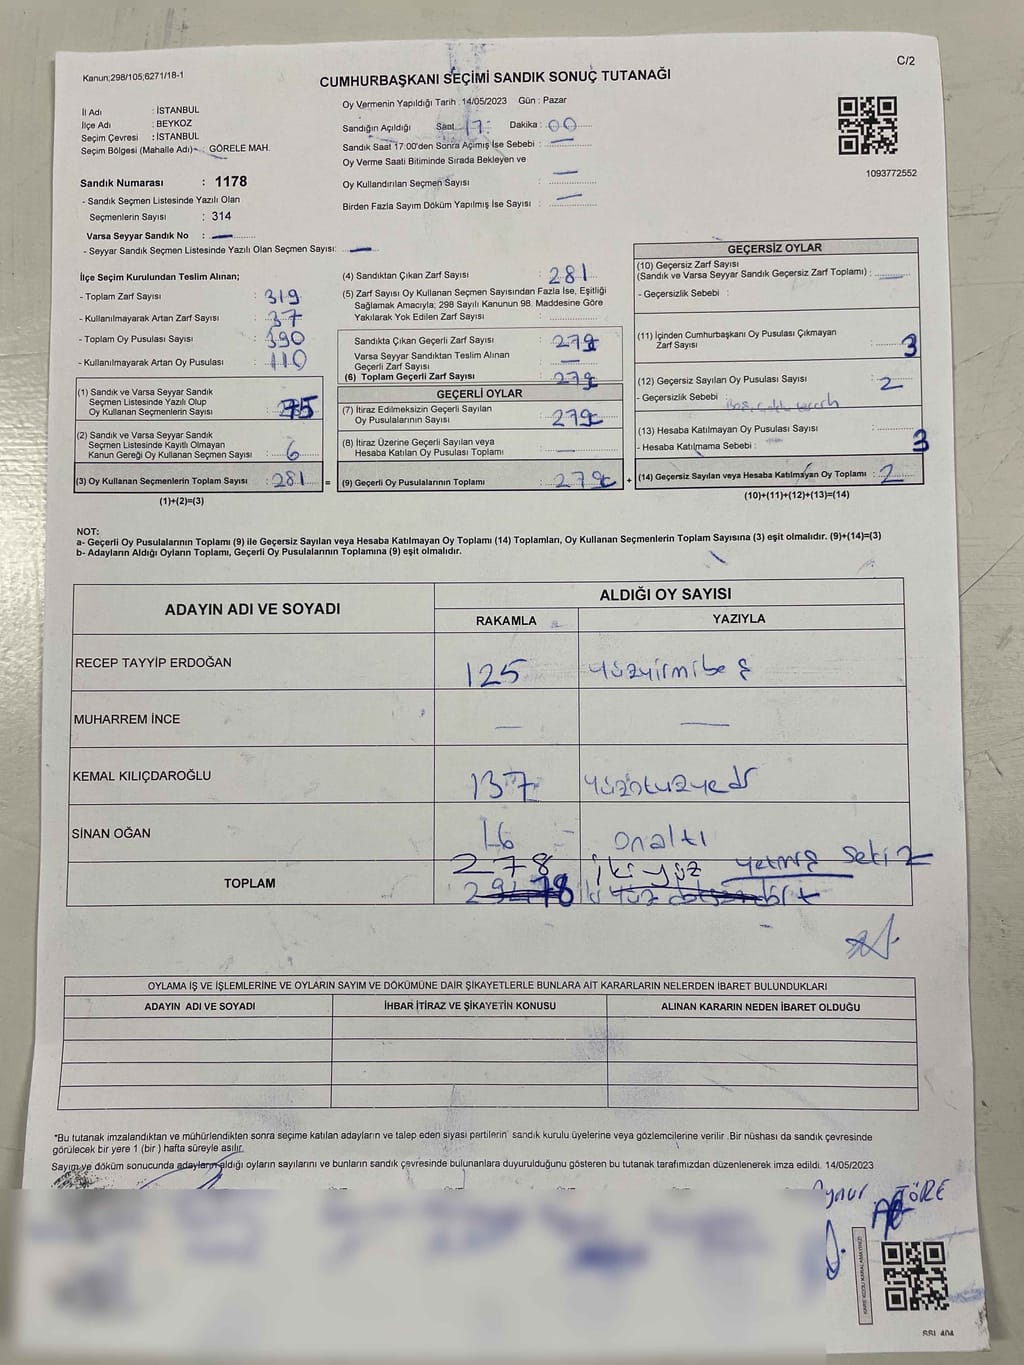 Kanun;298/105;6271/18-1
C/2
CUMHURBAŞKANI SEÇİMİ SANDIK SONUÇ TUTANAĞI
İl Adı : İSTANBUL
İlçe Adı : BEYKOZ
Seçim Çevresi : İSTANBUL
Seçim Bölgesi (Mahalle Adı) : GÖRELE MAH.
Sandık Numarası : 1178
- Sandık Seçmen Listesinde Yazılı Olan
Seçmenlerin Sayısı : 314
Varsa Seyyar Sandık No : —
- Seyyar Sandık Seçmen Listesinde Yazılı Olan Seçmen Sayısı: —
Oy Vermenin Yapıldığı Tarih : 14/05/2023 Gün : Pazar
Sandığın Açıldığı Saat 17: Dakika : 00
Sandık Saat 17:00'den Sonra Açımış İse Sebebi : —
Oy Verme Saati Bitiminde Sırada Bekleyen ve
Oy Kullandırılan Seçmen Sayısı : —
Birden Fazla Sayım Döküm Yapılmış İse Sayısı : —
1093772552
İlçe Seçim Kurulundan Teslim Alınan;
- Toplam Zarf Sayısı : 319
- Kullanılmayarak Artan Zarf Sayısı : 37
- Toplam Oy Pusulası Sayısı : 390
- Kullanılmayarak Artan Oy Pusulası : 110
(1) Sandık ve Varsa Seyyar Sandık
Seçmen Listesinde Yazılı Olup
Oy Kullanan Seçmenlerin Sayısı : 75
(2) Sandık ve Varsa Seyyar Sandık
Seçmen Listesinde Kayıtlı Olmayan
Kanun Gereği Oy Kullanan Seçmen Sayısı : 6
(3) Oy Kullanan Seçmenlerin Toplam Sayısı : 281 =
(1)+(2)=(3)
(4) Sandıktan Çıkan Zarf Sayısı : 281
(5) Zarf Sayısı Oy Kullanan Seçmen Sayısından Fazla İse, Eşitliği
Sağlamak Amacıyla; 298 Sayılı Kanunun 98. Maddesine Göre
Yakılarak Yok Edilen Zarf Sayısı :
Sandıkta Çıkan Geçerli Zarf Sayısı :
Varsa Seyyar Sandıktan Teslim Alınan
Geçerli Zarf Sayısı : —
(6) Toplam Geçerli Zarf Sayısı :
GEÇERLİ OYLAR
(7) İtiraz Edilmeksizin Geçerli Sayılan
Oy Pusulalarının Sayısı :
(8) İtiraz Üzerine Geçerli Sayılan veya
Hesaba Katılan Oy Pusulası Toplamı : —
(9) Geçerli Oy Pusulalarının Toplamı : +
GEÇERSİZ OYLAR
(10) Geçersiz Zarf Sayısı
(Sandık ve Varsa Seyyar Sandık Geçersiz Zarf Toplamı) : —
- Geçersizlik Sebebi :
(11) İçinden Cumhurbaşkanı Oy Pusulası Çıkmayan
Zarf Sayısı : 3
(12) Geçersiz Sayılan Oy Pusulası Sayısı : 2
- Geçersizlik Sebebi :
(13) Hesaba Katılmayan Oy Pusulası Sayısı : 3
- Hesaba Katılmama Sebebi : —
(14) Geçersiz Sayılan veya Hesaba Katılmayan Oy Toplamı : 2
(10)+(11)+(12)+(13)=(14)
NOT:
a- Geçerli Oy Pusulalarının Toplamı (9) ile Geçersiz Sayılan veya Hesaba Katılmayan Oy Toplamı (14) Toplamları, Oy Kullanan Seçmenlerin Toplam Sayısına (3) eşit olmalıdır. (9)+(14)=(3)
b- Adayların Aldığı Oyların Toplamı, Geçerli Oy Pusulalarının Toplamına (9) eşit olmalıdır.
ADAYIN ADI VE SOYADI
ALDIĞI OY SAYISI
RAKAMLA YAZIYLA
RECEP TAYYİP ERDOĞAN 125 yüzyirmibeş
MUHARREM İNCE — —
KEMAL KILIÇDAROĞLU 137 yüzotuzyedi
SİNAN OĞAN 16 onaltı
TOPLAM 278 ikiyüz yetmiş sekiz
78 iki yüz
OYLAMA İŞ VE İŞLEMLERİNE VE OYLARIN SAYIM VE DÖKÜMÜNE DAİR ŞİKAYETLERLE BUNLARA AİT KARARLARIN NELERDEN İBARET BULUNDUKLARI
ADAYIN ADI VE SOYADI İHBAR İTİRAZ VE ŞİKAYETİN KONUSU ALINAN KARARIN NEDEN İBARET OLDUĞU
*Bu tutanak imzalandıktan ve mühürlendikten sonra seçime katılan adayların ve talep eden siyasi partilerin sandık kurulu üyelerine veya gözlemcilerine verilir. Bir nüshası da sandık çevresinde
görülecek bir yere 1 (bir) hafta süreyle asılır.
Sayım ve döküm sonucunda adayların aldığı oyların sayılarını ve bunların sandık çevresinde bulunanlara duyurulduğunu gösteren bu tutanak tarafımızdan düzenlenerek imza edildi. 14/05/2023
Aynur TÖRE